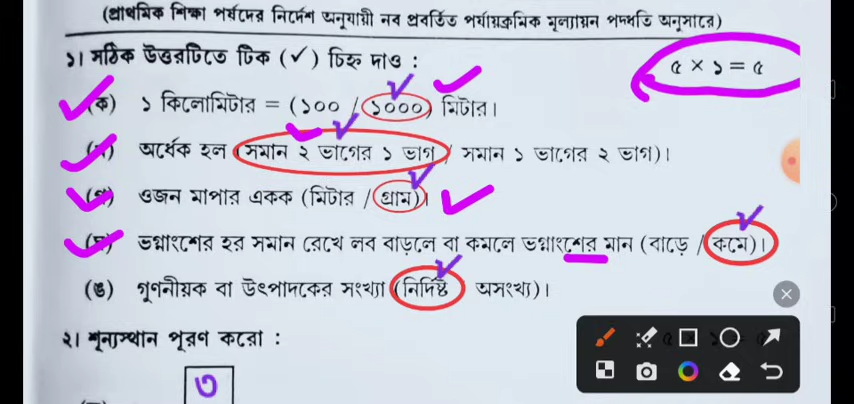 (প্রাথমিক শিক্ষা পর্ষদের নির্দেশ অনুযায়ী নব প্রবর্তিত পর্যায়ক্রমিক মূল্যায়ন পদ্ধতি অনুসারে)
১। সঠিক উত্তরটিতে টিক (✓) চিহ্ন দাও : ৫ × ১ = ৫
(ক) ১ কিলোমিটার = (১০০ / ১০০০) মিটার।
(খ) অর্ধেক হল (সমান ২ ভাগের ১ ভাগ / সমান ১ ভাগের ২ ভাগ)।
(গ) ওজন মাপার একক (মিটার / গ্রাম)।
(ঘ) ভগ্নাংশের হর সমান রেখে লব বাড়লে বা কমলে ভগ্নাংশের মান (বাড়ে / কমে)।
(ঙ) গুণনীয়ক বা উৎপাদকের সংখ্যা (নির্দিষ্ট অসংখ্য)।
২। শূন্যস্থান পূরণ করো :
৩